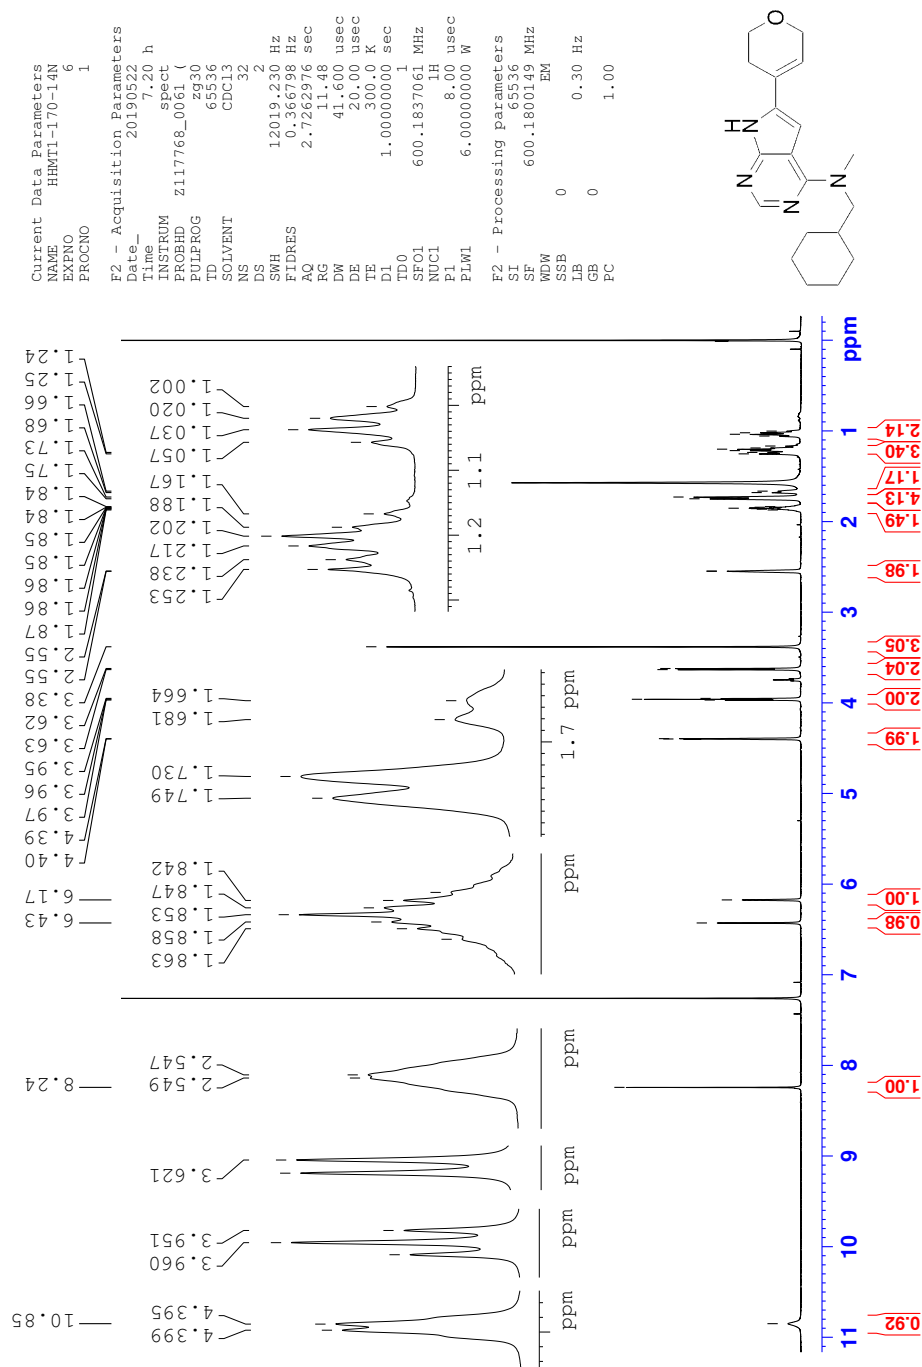 Current Data Parameters
NAME HHMT1-170-14N
EXPNO 6
PROCNO 1
F2 - Acquisition Parameters
Date_ 20190522
Time 7.20 h
INSTRUM spect
PROBHD Z117768_0061 (
PULPROG zg30
TD 65536
SOLVENT CDCl3
NS 32
DS 2
SWH 12019.230 Hz
FIDRES 0.366798 Hz
AQ 2.7262976 sec
RG 11.48
DW 41.600 usec
DE 20.00 usec
TE 300.0 K
D1 1.00000000 sec
TD0 1
SFO1 600.1837061 MHz
NUC1 1H
P1 8.00 usec
PLW1 6.00000000 W
F2 - Processing parameters
SI 65536
SF 600.1800149 MHz
WDW EM
SSB 0
LB 0.30 Hz
GB 0
PC 1.00
O
H
N
N
N
N
10.85
8.24
6.43
6.17
4.40
4.39
3.97
3.96
3.95
3.63
3.62
3.38
2.55
2.55
1.87
1.86
1.86
1.85
1.85
1.84
1.84
1.75
1.73
1.68
1.66
1.25
1.24
4.399
4.395
ppm
3.960
3.951
ppm
3.621
ppm
2.549
2.547
ppm
1.863
1.858
1.853
1.847
1.842
ppm
1.749
1.730
1.681
1.664
1.7 ppm
1.253
1.238
1.217
1.202
1.188
1.167
1.057
1.037
1.020
1.002
1.2 1.1 ppm
11 10 9 8 7 6 5 4 3 2 1 ppm
0.92
1.00
0.98
1.00
1.99
2.00
2.04
3.05
1.98
1.49
4.13
1.17
3.40
2.14